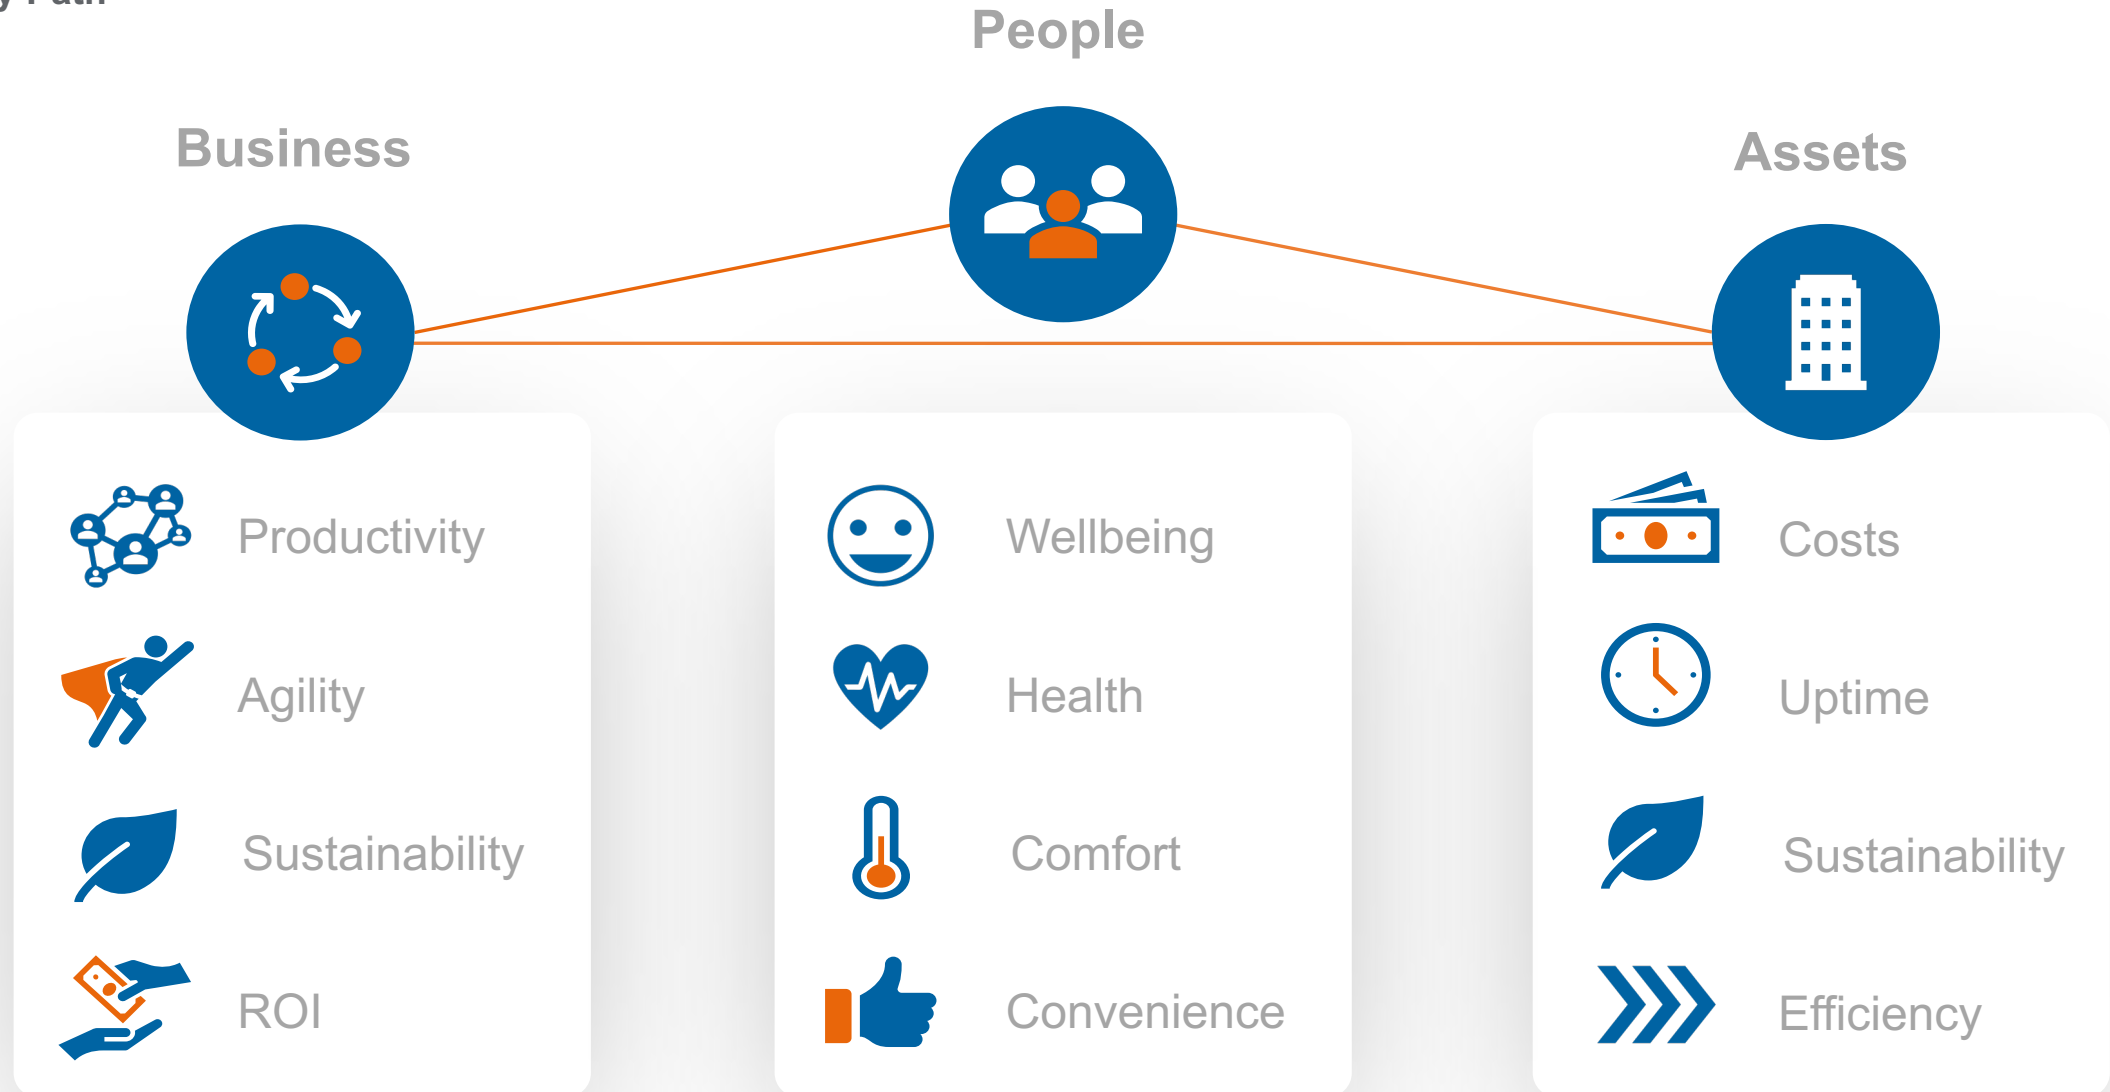 People
Business
Assets
Productivity
Agility
Sustainability
ROI
Wellbeing
Health
Comfort
Convenience
Costs
Uptime
Sustainability
Efficiency